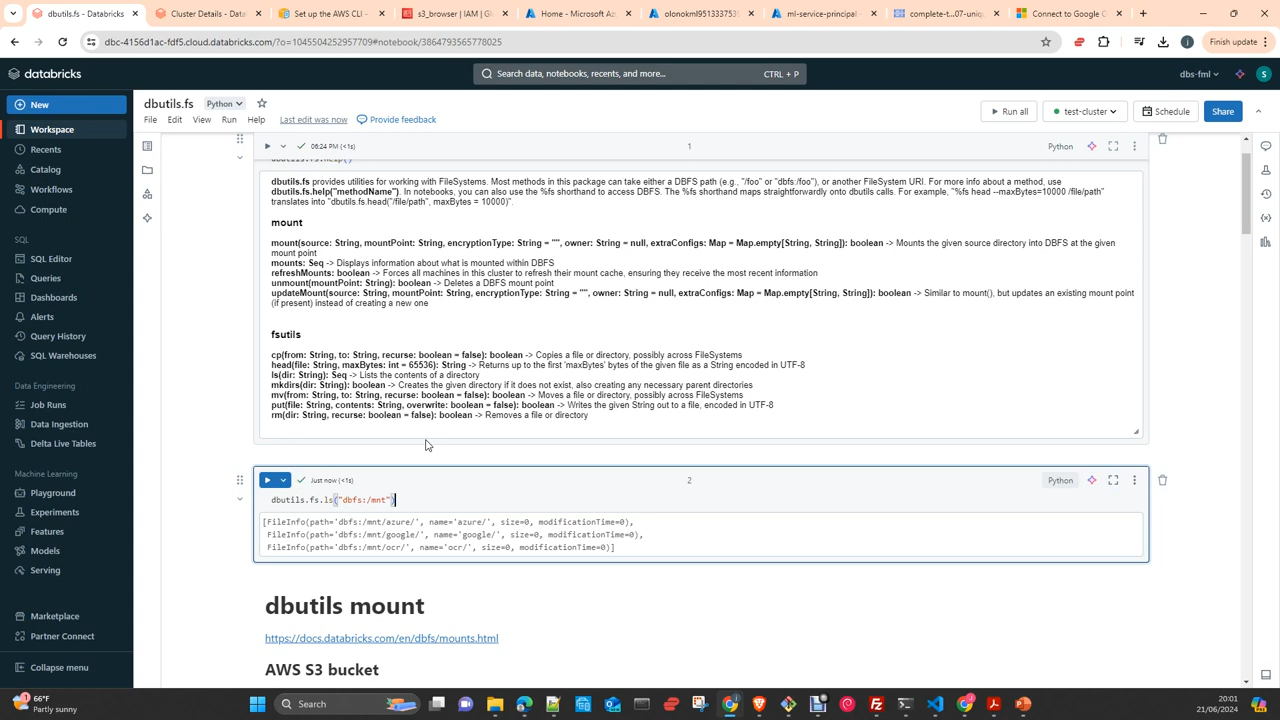 dbutils.fs - Databricks
Cluster Details - Databricks
Set up the AWS CLI -
s3_browser | IAM | Gl
Home - Microsoft Az
olonokml9513337535
ml-service-principal -
complete-t...07-uniq
Connect to Google C
dbc-4156d1ac-fdf5.cloud.databricks.com/?o=1045504252957709#notebook/3864793565778025
Finish update
databricks
Search data, notebooks, recents, and more...
CTRL + P
dbs-fml
S
New
Workspace
Recents
Catalog
Workflows
Compute
SQL
SQL Editor
Queries
Dashboards
Alerts
Query History
SQL Warehouses
Data Engineering
Job Runs
Data Ingestion
Delta Live Tables
Machine Learning
Playground
Experiments
Features
Models
Serving
Marketplace
Partner Connect
Collapse menu
dbutils.fs
Python
File Edit View Run Help Last edit was now Provide feedback
Run all
test-cluster
Schedule
Share
06:24 PM (<1s)
1
Python
dbutils.fs.help()
dbutils.fs provides utilities for working with FileSystems. Most methods in this package can take either a DBFS path (e.g., "/foo" or "dbfs:/foo"), or another FileSystem URI. For more info about a method, use
dbutils.fs.help("methodName"). In notebooks, you can also use the %fs shorthand to access DBFS. The %fs shorthand maps straightforwardly onto dbutils calls. For example, "%fs head --maxBytes=10000 /file/path"
translates into "dbutils.fs.head("/file/path", maxBytes = 10000)".
mount
mount(source: String, mountPoint: String, encryptionType: String = "", owner: String = null, extraConfigs: Map = Map.empty[String, String]): boolean -> Mounts the given source directory into DBFS at the given
mount point
mounts: Seq -> Displays information about what is mounted within DBFS
refreshMounts: boolean -> Forces all machines in this cluster to refresh their mount cache, ensuring they receive the most recent information
unmount(mountPoint: String): boolean -> Deletes a DBFS mount point
updateMount(source: String, mountPoint: String, encryptionType: String = "", owner: String = null, extraConfigs: Map = Map.empty[String, String]): boolean -> Similar to mount(), but updates an existing mount point
(if present) instead of creating a new one
fsutils
cp(from: String, to: String, recurse: boolean = false): boolean -> Copies a file or directory, possibly across FileSystems
head(file: String, maxBytes: int = 65536): String -> Returns up to the first 'maxBytes' bytes of the given file as a String encoded in UTF-8
ls(dir: String): Seq -> Lists the contents of a directory
mkdirs(dir: String): boolean -> Creates the given directory if it does not exist, also creating any necessary parent directories
mv(from: String, to: String, recurse: boolean = false): boolean -> Moves a file or directory, possibly across FileSystems
put(file: String, contents: String, overwrite: boolean = false): boolean -> Writes the given String out to a file, encoded in UTF-8
rm(dir: String, recurse: boolean = false): boolean -> Removes a file or directory
Just now (<1s)
2
Python
dbutils.fs.ls("dbfs:/mnt")
[FileInfo(path='dbfs:/mnt/azure/', name='azure/', size=0, modificationTime=0),
FileInfo(path='dbfs:/mnt/google/', name='google/', size=0, modificationTime=0),
FileInfo(path='dbfs:/mnt/ocr/', name='ocr/', size=0, modificationTime=0)]
dbutils mount
https://docs.databricks.com/en/dbfs/mounts.html
AWS S3 bucket
66°F
Partly sunny
Search
20:01
21/06/2024